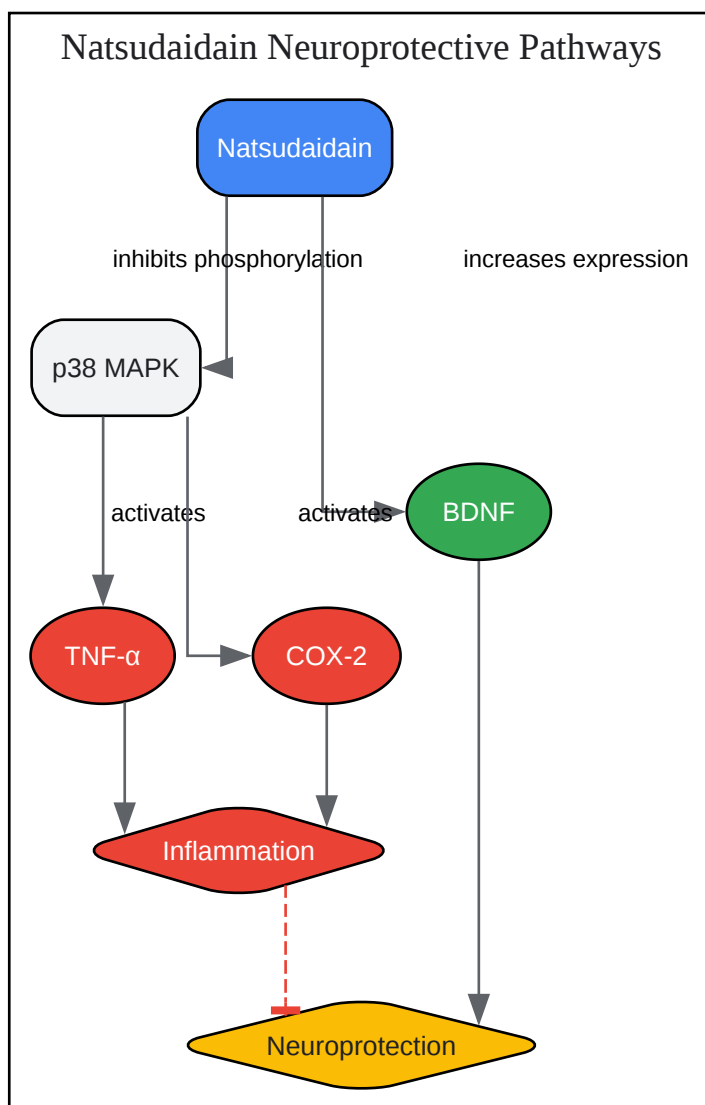 Natsudaidain Neuroprotective Pathways
Natsudaidain
inhibits phosphorylation
increases expression
p38 MAPK
activates
activates
BDNF
TNF-α
COX-2
Inflammation
Neuroprotection